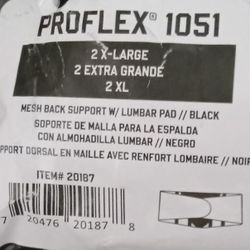 PROFLEX® 1051
2 X-LARGE
2 EXTRA GRANDE
2 XL
MESH BACK SUPPORT W/ LUMBAR PAD // BLACK
SOPORTE DE MALLA PARA LA ESPALDA
CON ALMOHADILLA LUMBAR // NEGRO
PPORT DORSAL EN MAILLE AVEC RENFORT LOMBAIRE // NOIR
ITEM# 20187
7 20476 20187 8